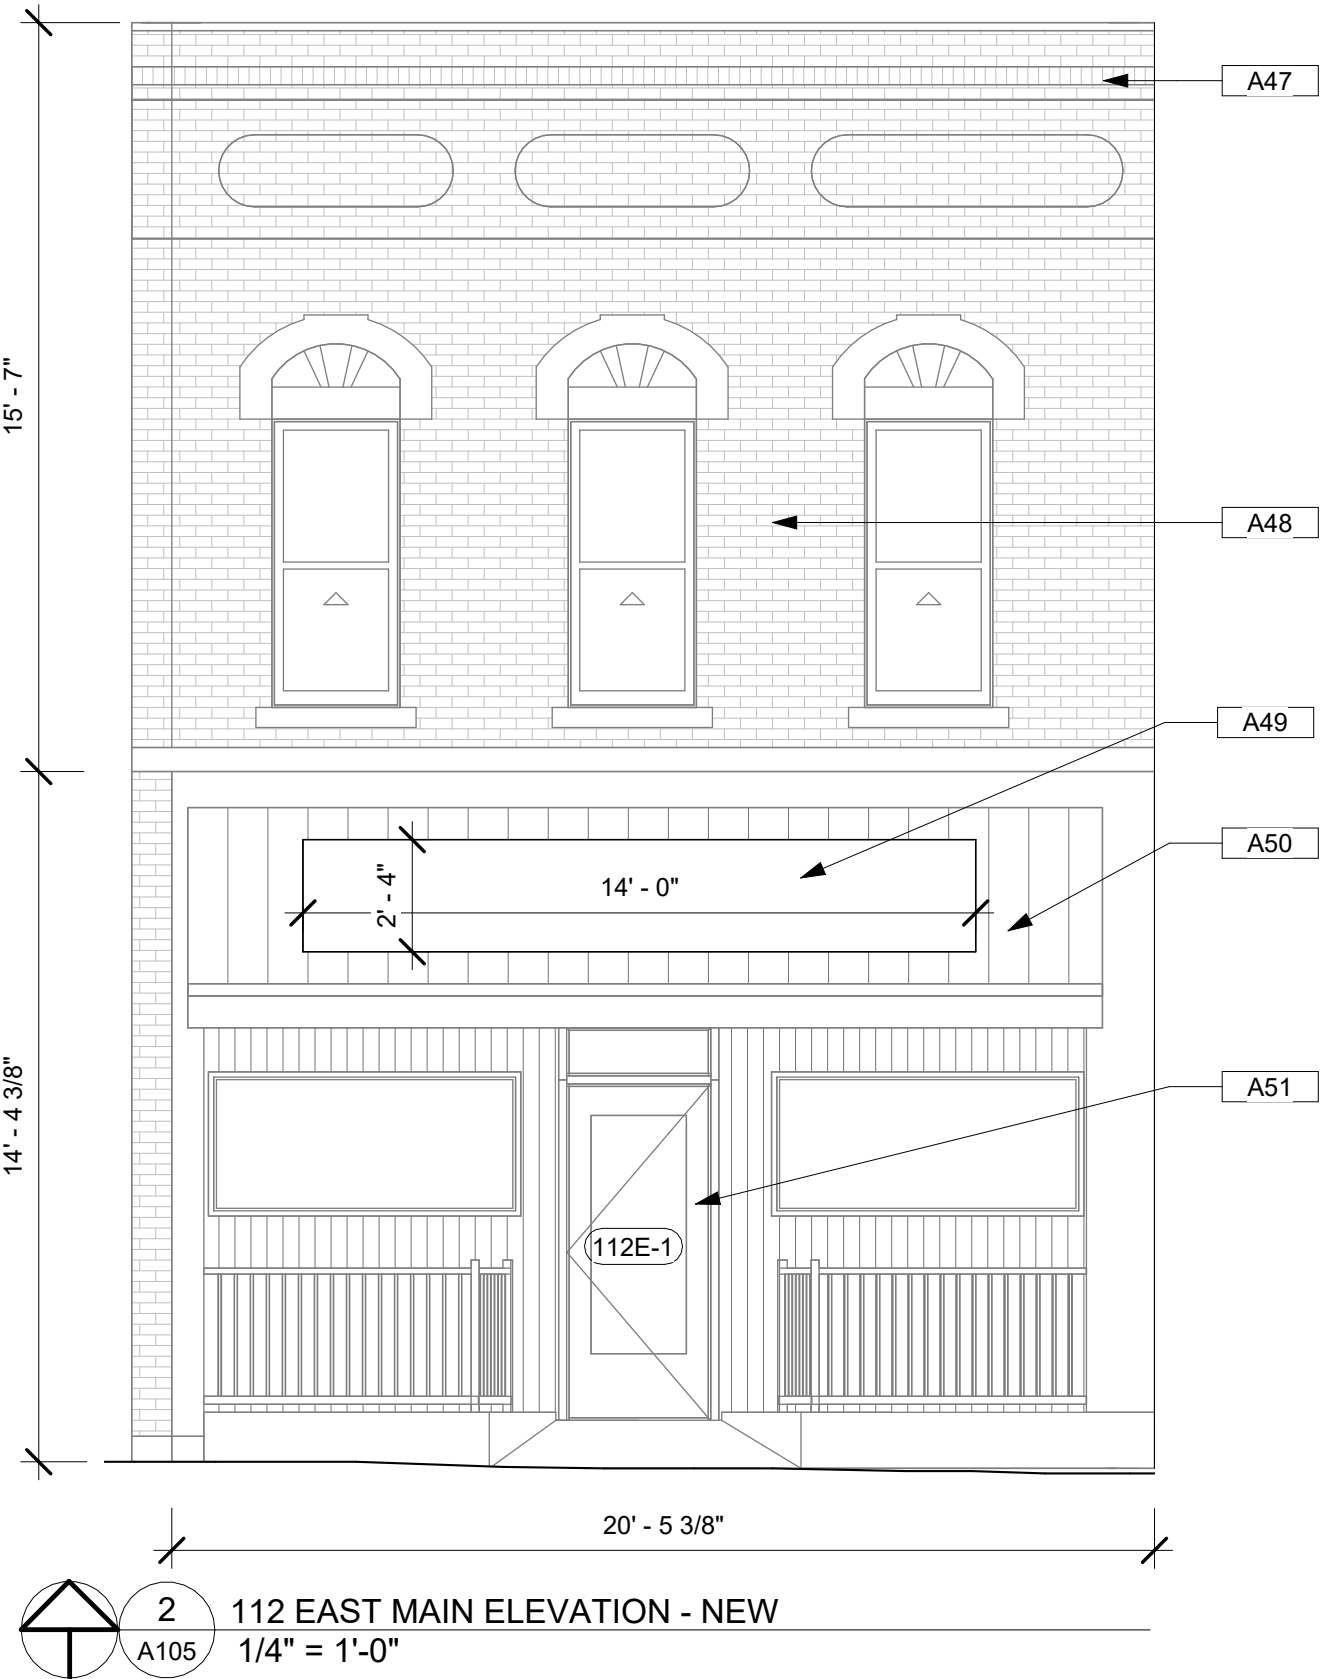 A47
15' - 7"
A48
A49
A50
14' - 0"
2' - 4"
14' - 4 3/8"
A51
112E-1
20' - 5 3/8"
2
A105
112 EAST MAIN ELEVATION - NEW
1/4" = 1'-0"